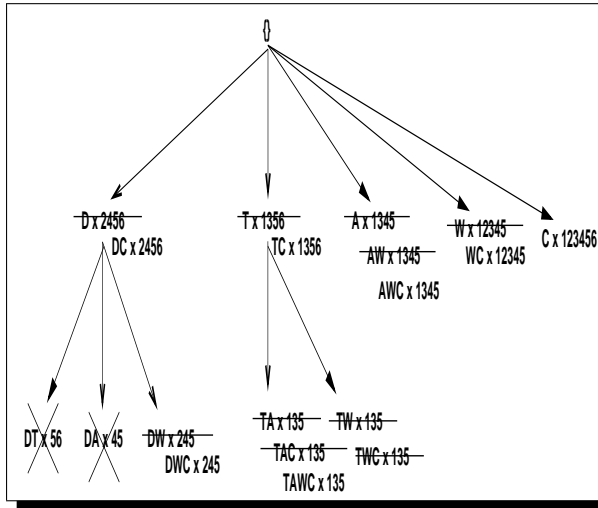 {}
D x 2456
T x 1356
A x 1345
W x 12345
C x 123456
DC x 2456
TC x 1356
AW x 1345
WC x 12345
AWC x 1345
DT x 56
DA x 45
DW x 245
TA x 135
TW x 135
DWC x 245
TAC x 135
TWC x 135
TAWC x 135